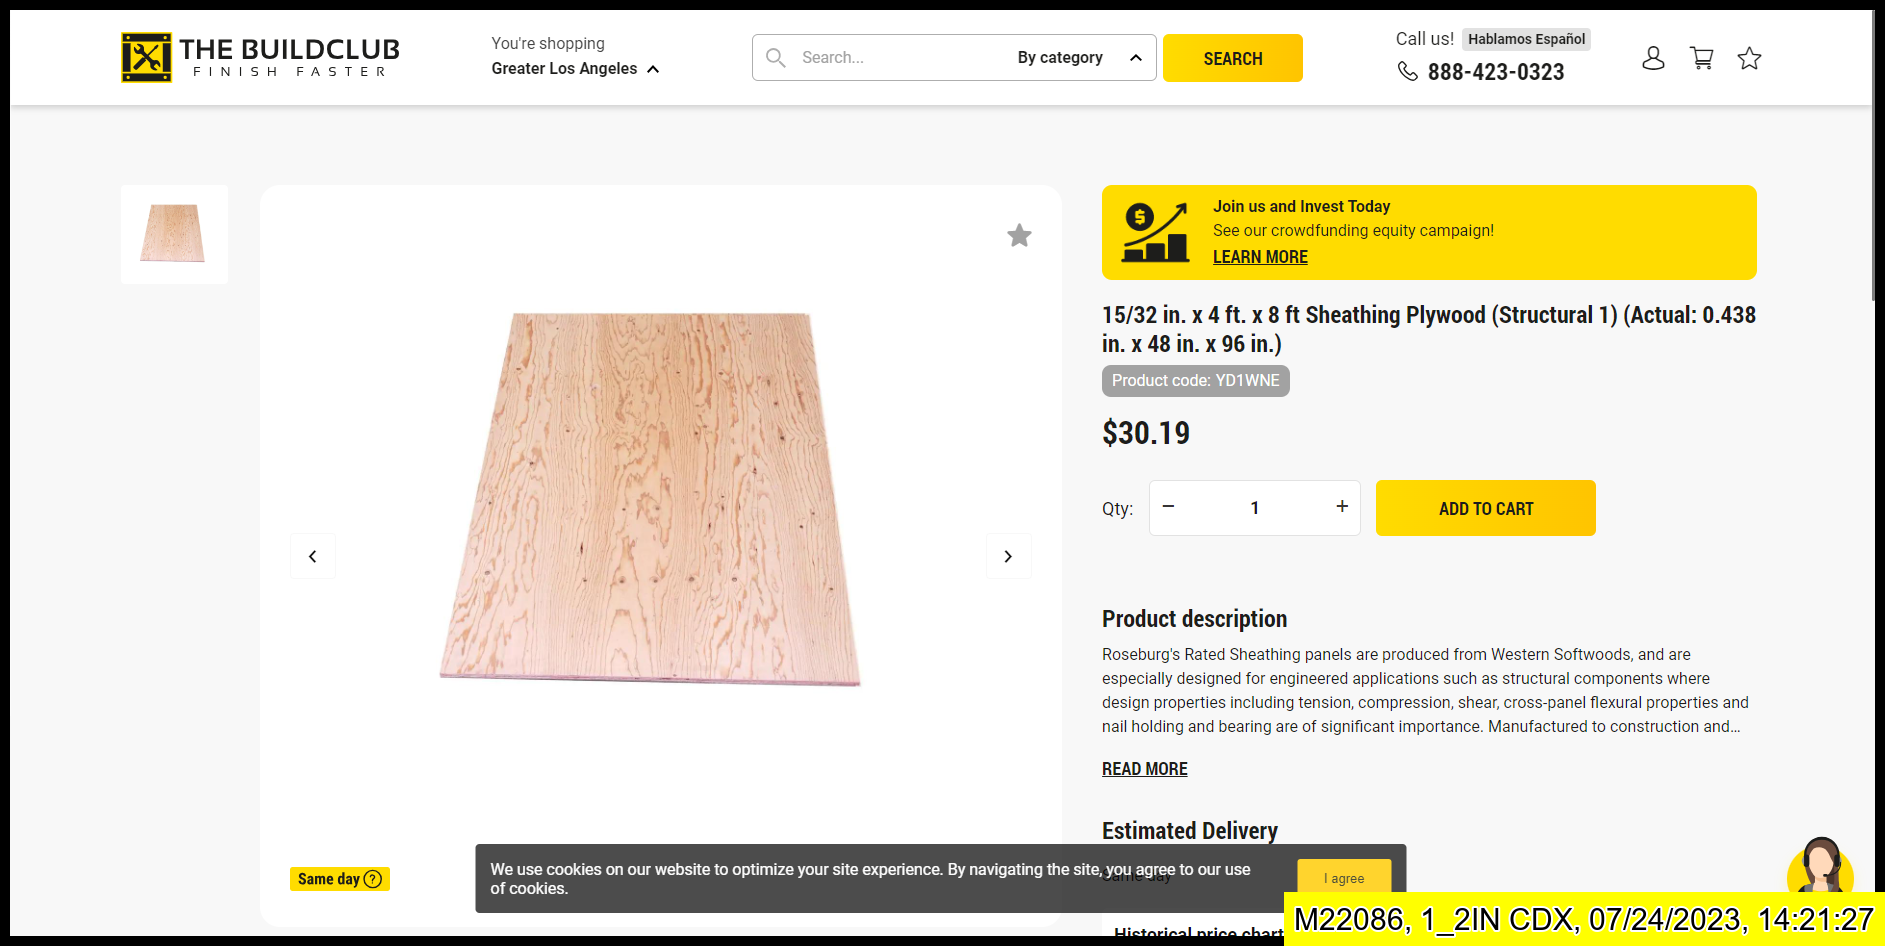 THE BUILDCLUB
FINISH FASTER
You're shopping
Greater Los Angeles
Search...
By category
SEARCH
Call us! Hablamos Español
888-423-0323
Join us and Invest Today
See our crowdfunding equity campaign!
LEARN MORE
15/32 in. x 4 ft. x 8 ft Sheathing Plywood (Structural 1) (Actual: 0.438
in. x 48 in. x 96 in.)
Product code: YD1WNE
$30.19
Qty: − 1 +
ADD TO CART
Product description
Roseburg's Rated Sheathing panels are produced from Western Softwoods, and are
especially designed for engineered applications such as structural components where
design properties including tension, compression, shear, cross-panel flexural properties and
nail holding and bearing are of significant importance. Manufactured to construction and...
READ MORE
Estimated Delivery
Same day
Same day ?
We use cookies on our website to optimize your site experience. By navigating the site, you agree to our use
of cookies.
I agree
Historical price chart
M22086, 1_2IN CDX, 07/24/2023, 14:21:27